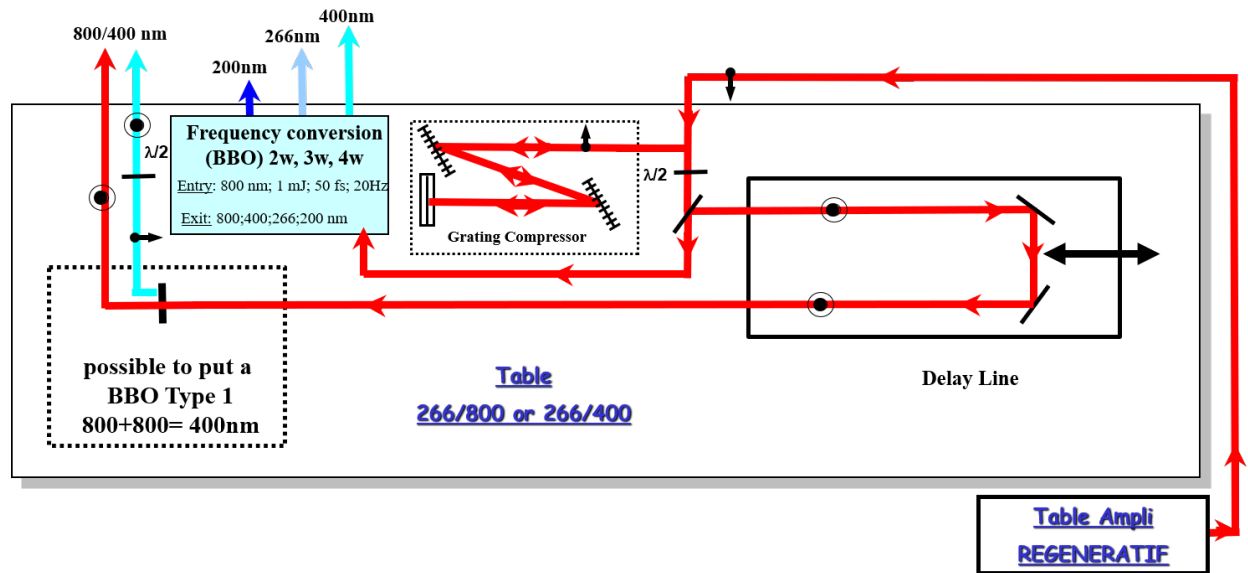 800/400 nm
200nm
266nm
400nm
λ/2
Frequency conversion
(BBO) 2w, 3w, 4w
Entry: 800 nm; 1 mJ; 50 fs; 20Hz
Exit: 800;400;266;200 nm
Grating Compressor
λ/2
Delay Line
possible to put a
BBO Type 1
800+800= 400nm
Table
266/800 or 266/400
Table Ampli
REGENERATIF